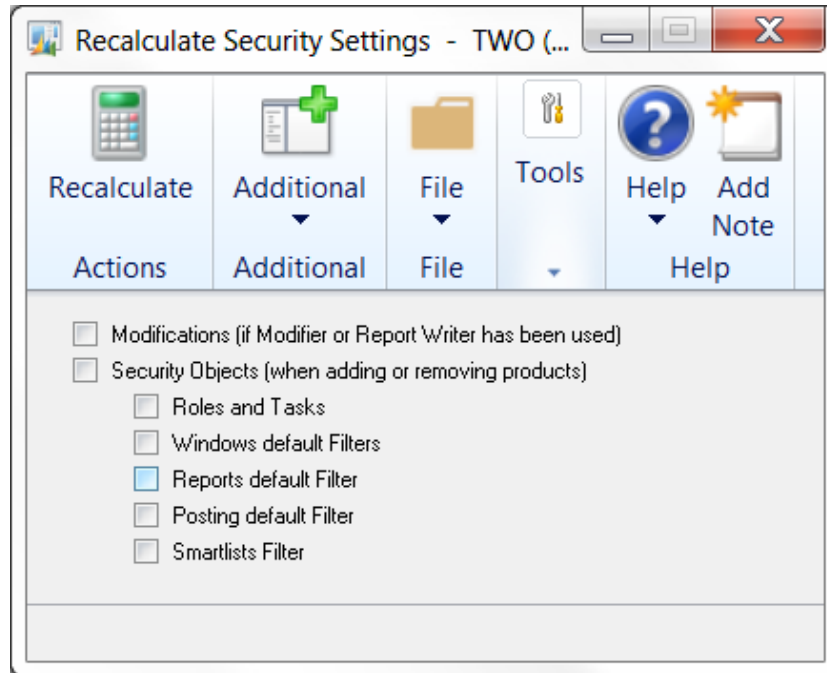 Recalculate Security Settings - TWO (...
Recalculate
Additional
File
Tools
Help
Add
Note
Actions
Additional
File
Help
Modifications (if Modifier or Report Writer has been used)
Security Objects (when adding or removing products)
Roles and Tasks
Windows default Filters
Reports default Filter
Posting default Filter
Smartlists Filter